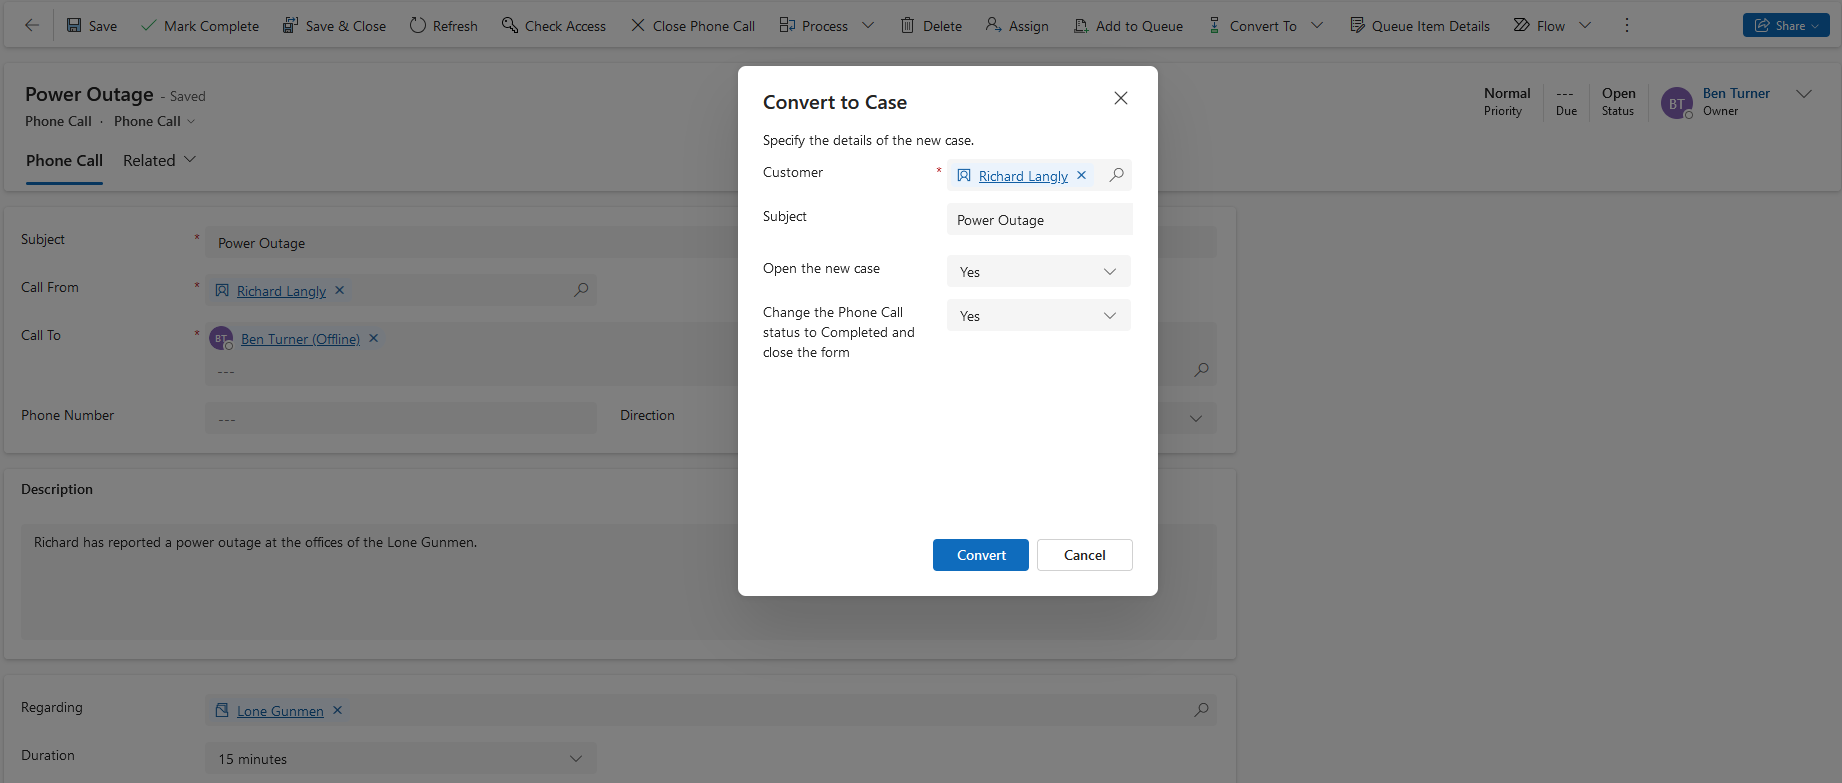 Save Mark Complete Save & Close Refresh Check Access Close Phone Call Process Delete Assign Add to Queue Convert To Queue Item Details Flow Share
Power Outage - Saved
Phone Call · Phone Call
Normal
Priority
---
Due
Open
Status
BT
Ben Turner
Owner
Phone Call Related
Subject * Power Outage
Call From * Richard Langly
Call To * BT Ben Turner (Offline)
---
Phone Number ---
Direction
Description
Richard has reported a power outage at the offices of the Lone Gunmen.
Regarding Lone Gunmen
Duration 15 minutes
Convert to Case
Specify the details of the new case.
Customer * Richard Langly
Subject Power Outage
Open the new case Yes
Change the Phone Call Yes
status to Completed and
close the form
Convert Cancel